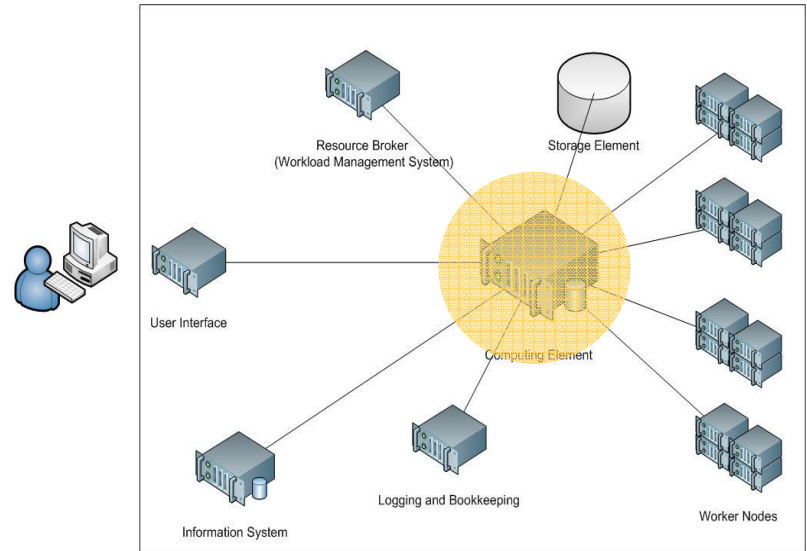 Resource Broker
(Workload Management System)
Storage Element
User Interface
Computing Element
Logging and Bookkeeping
Information System
Worker Nodes